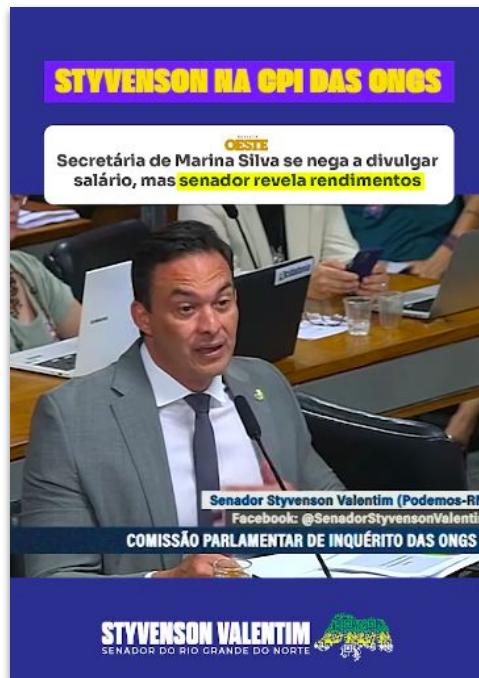 STYVENSON NA CPI DAS ONGS
REVISTA
OESTE
Secretária de Marina Silva se nega a divulgar
salário, mas senador revela rendimentos
SAMSUNG
Senador Styvenson Valentim (Podemos-RN
Facebook: @SenadorStyvensonValentim
COMISSÃO PARLAMENTAR DE INQUÉRITO DAS ONGS
STYVENSON VALENTIM
SENADOR DO RIO GRANDE DO NORTE